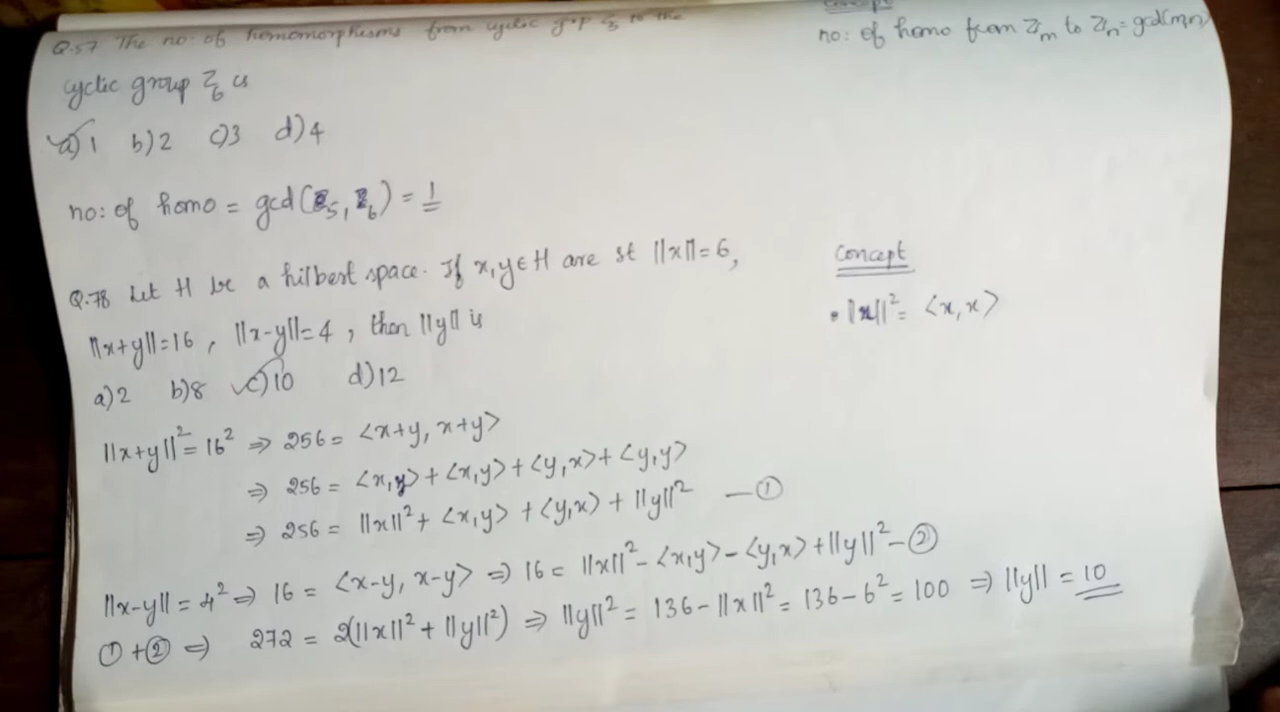 Q.57 The no: of homomorphisms from cyclic grop Z₅ to the
cyclic group Z₆ is
a) 1 b) 2 c) 3 d) 4
no: of homo = gcd(Z₅, Z₆) = 1
Concept
no: of homo from Zₘ to Zₙ = gcd(m,n)
Q.78 Let H be a hilbert space. If x, y ∈ H are st ||x|| = 6,
||x+y|| = 16, ||x-y|| = 4, then ||y|| is
a) 2 b) 8 c) 10 d) 12
Concept
• ||x||² = <x, x>
||x+y||² = 16² ⇒ 256 = <x+y, x+y>
⇒ 256 = <x,y> + <x,y> + <y,x> + <y,y>
⇒ 256 = ||x||² + <x,y> + <y,x> + ||y||² — ①
||x-y|| = 4² ⇒ 16 = <x-y, x-y> ⇒ 16 = ||x||² - <x,y> - <y,x> + ||y||² - ②
① + ② ⇒ 272 = 2(||x||² + ||y||²) ⇒ ||y||² = 136 - ||x||² = 136 - 6² = 100 ⇒ ||y|| = 10